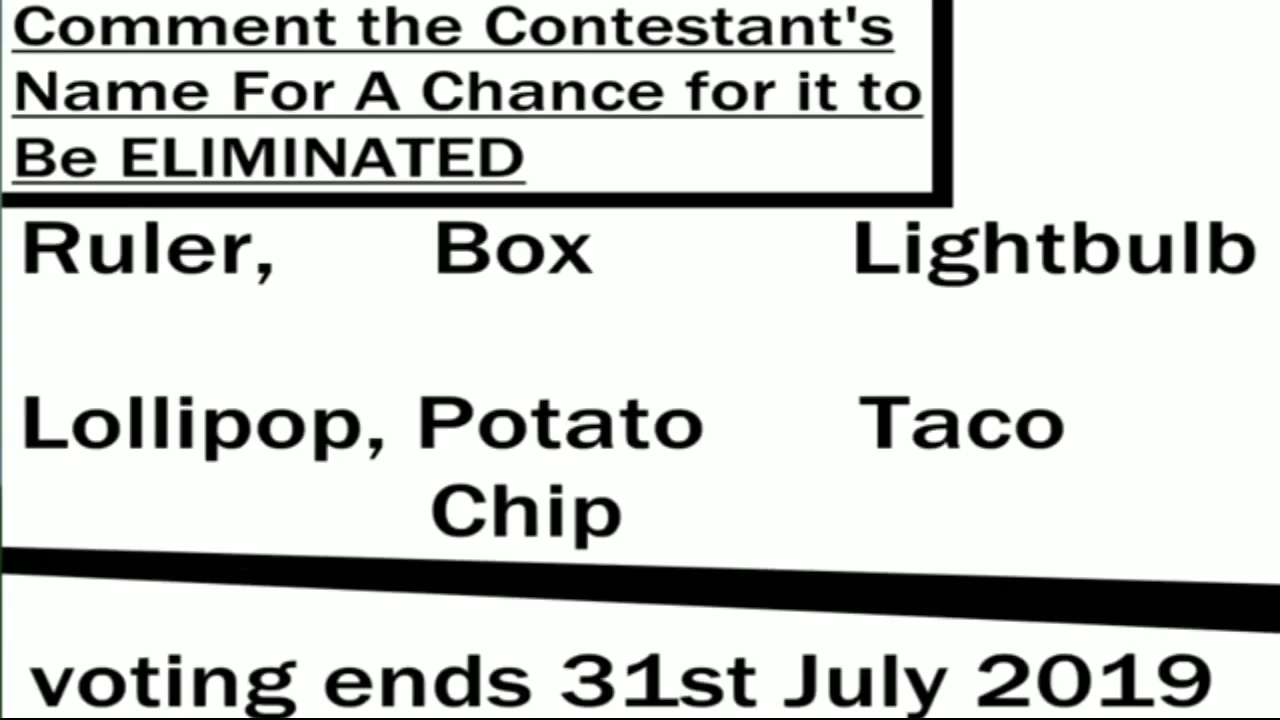 Comment the Contestant's
Name For A Chance for it to
Be ELIMINATED
Ruler, Box Lightbulb
Lollipop, Potato Taco
Chip
voting ends 31st July 2019